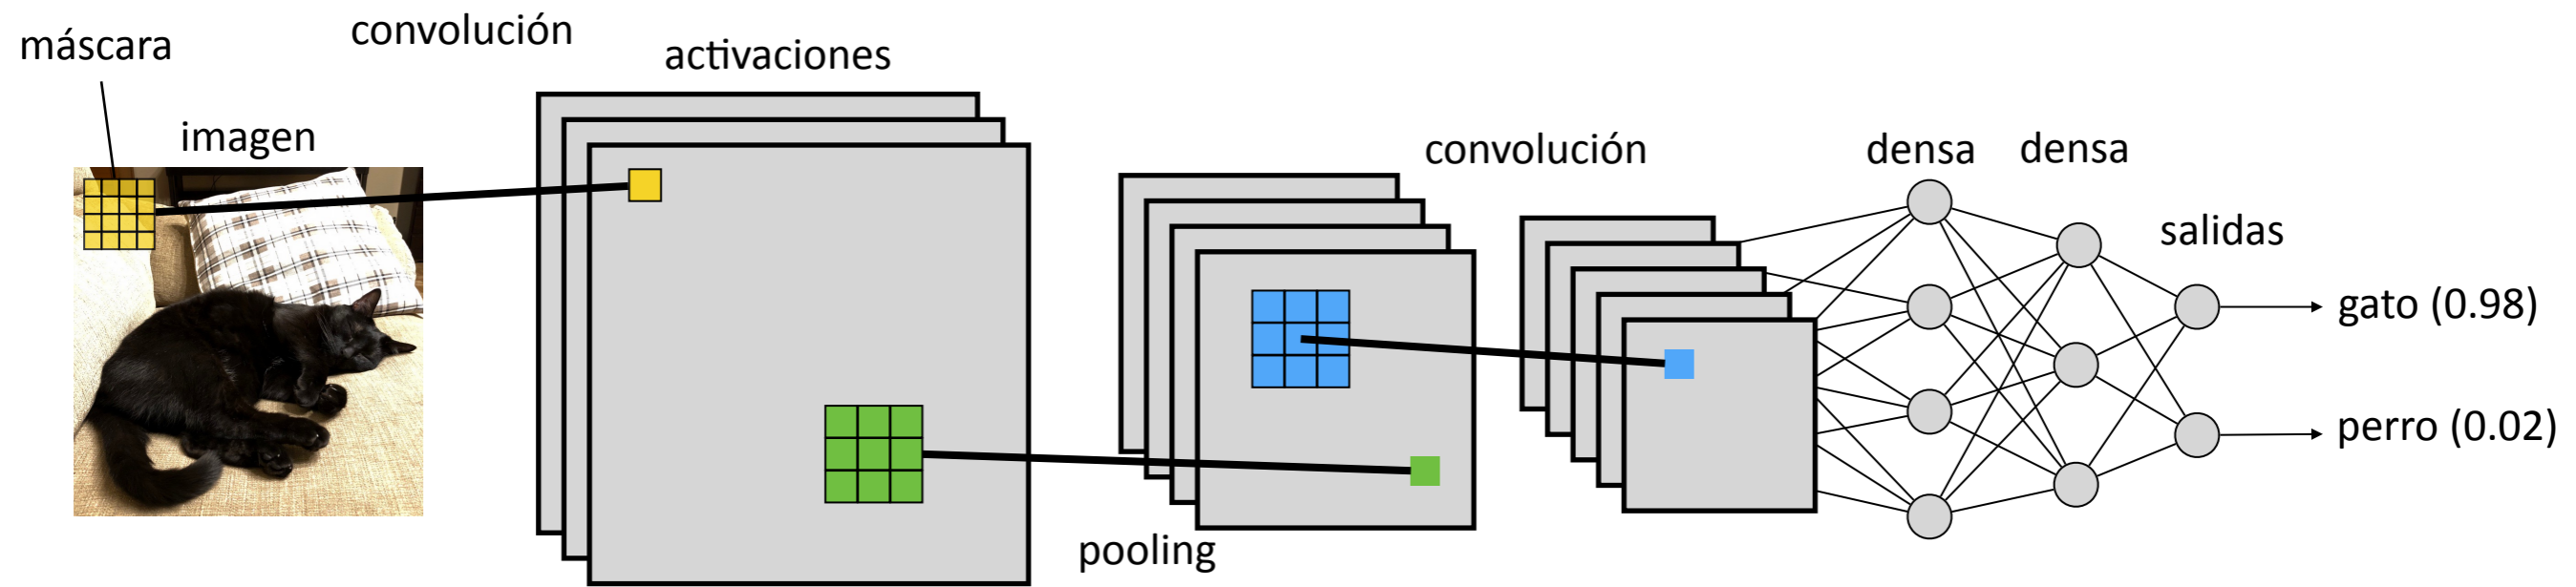 máscara
convolución
activaciones
imagen
pooling
convolución
densa
densa
salidas
gato (0.98)
perro (0.02)